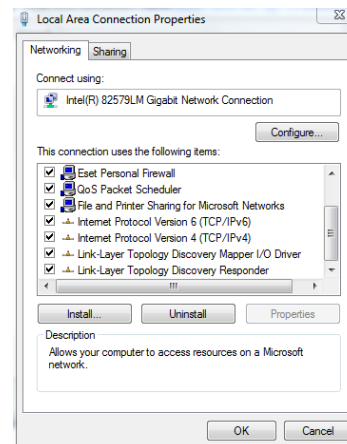 Local Area Connection Properties
Networking
Sharing
Connect using:
Intel(R) 82579LM Gigabit Network Connection
Configure...
This connection uses the following items:
Eset Personal Firewall
QoS Packet Scheduler
File and Printer Sharing for Microsoft Networks
Internet Protocol Version 6 (TCP/IPv6)
Internet Protocol Version 4 (TCP/IPv4)
Link-Layer Topology Discovery Mapper I/O Driver
Link-Layer Topology Discovery Responder
Install...
Uninstall
Properties
Description
Allows your computer to access resources on a Microsoft
network.
OK
Cancel